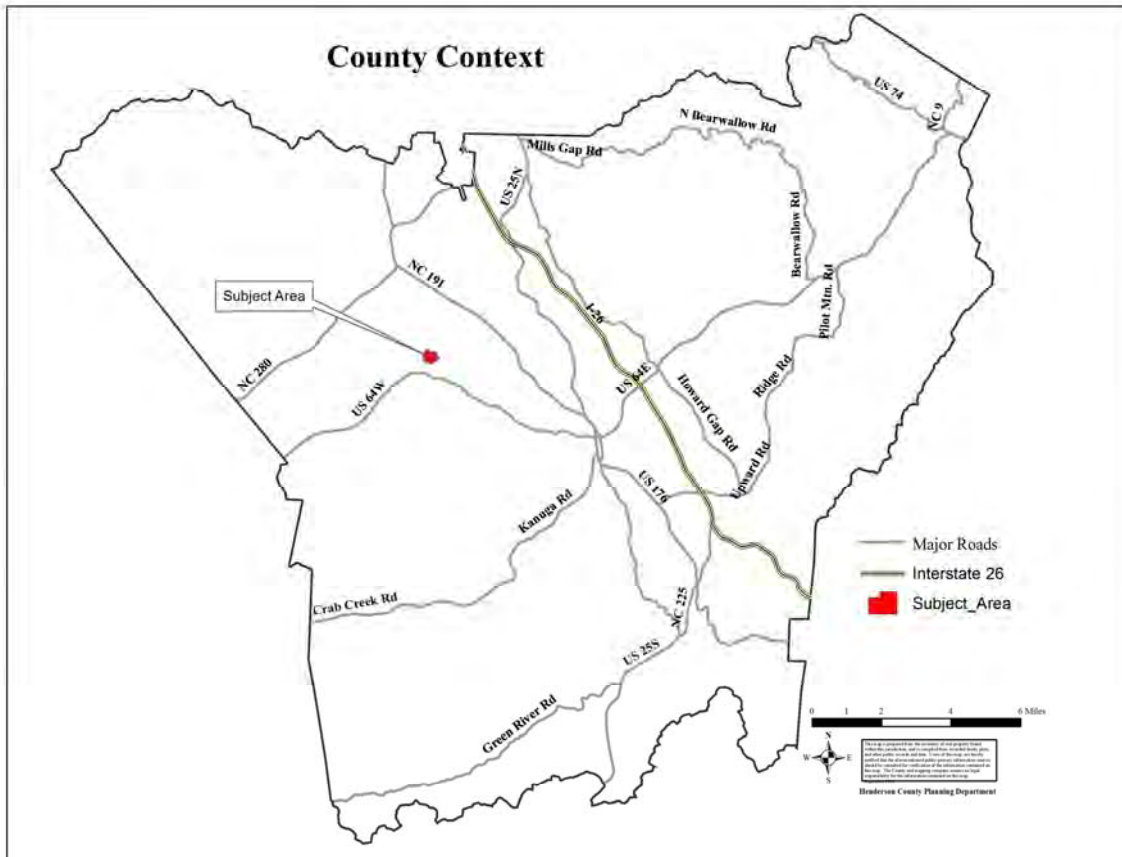 County Context
US 74
NC 9
N Bearwallow Rd
Mills Gap Rd
US 25N
Bearwallow Rd
NC 191
Subject Area
I-26
Pilot Mtn. Rd
NC 280
US 64W
US 64E
Ridge Rd
Howard Gap Rd
Upward Rd
US 176
Kanuga Rd
Major Roads
Interstate 26
Subject_Area
Crab Creek Rd
NC 225
US 25S
Green River Rd
0 1 2 4 6 Miles
N
W E
S
Henderson County Planning Department